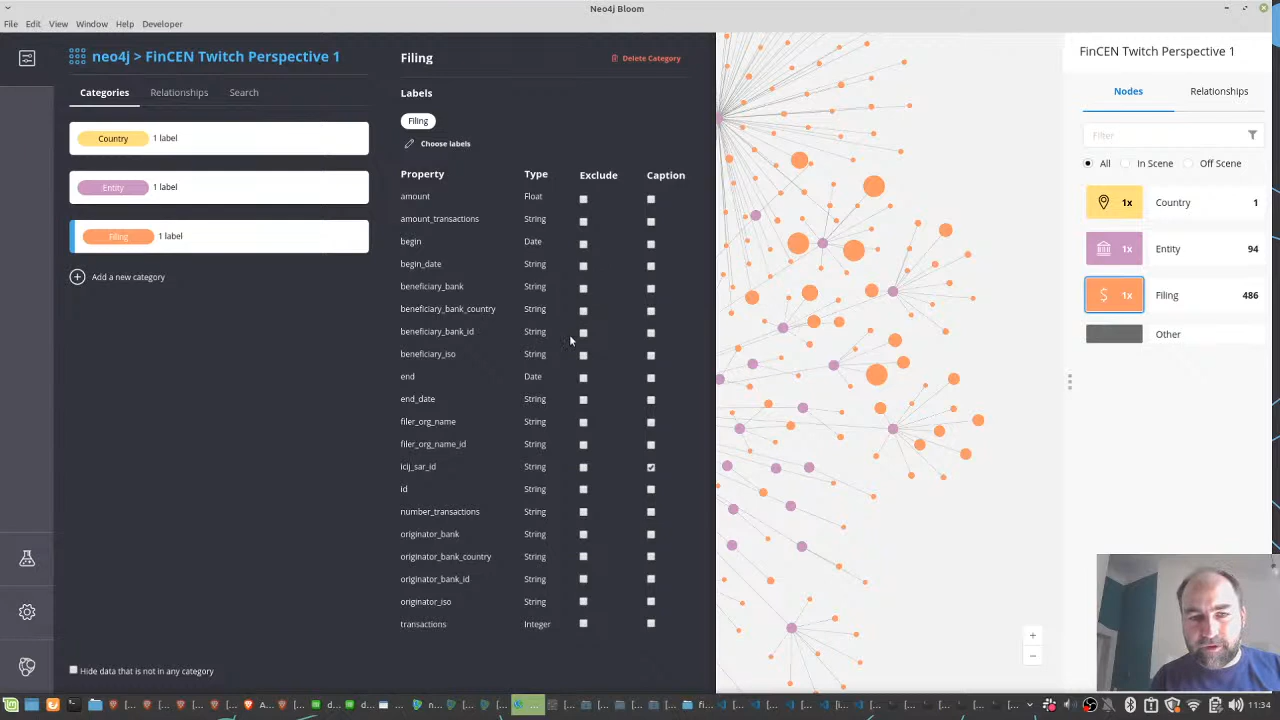 Neo4j Bloom
File Edit View Window Help Developer
neo4j > FinCEN Twitch Perspective 1
Categories Relationships Search
Country 1 label
Entity 1 label
Filing 1 label
Add a new category
Hide data that is not in any category
Filing
Delete Category
Labels
Filing
Choose labels
Property Type Exclude Caption
amount Float
amount_transactions String
begin Date
begin_date String
beneficiary_bank String
beneficiary_bank_country String
beneficiary_bank_id String
beneficiary_iso String
end Date
end_date String
filer_org_name String
filer_org_name_id String
icij_sar_id String
id String
number_transactions String
originator_bank String
originator_bank_country String
originator_bank_id String
originator_iso String
transactions Integer
FinCEN Twitch Perspective 1
Nodes Relationships
Filter
All In Scene Off Scene
1x Country 1
1x Entity 94
$ 1x Filing 486
Other
+
−
11:34